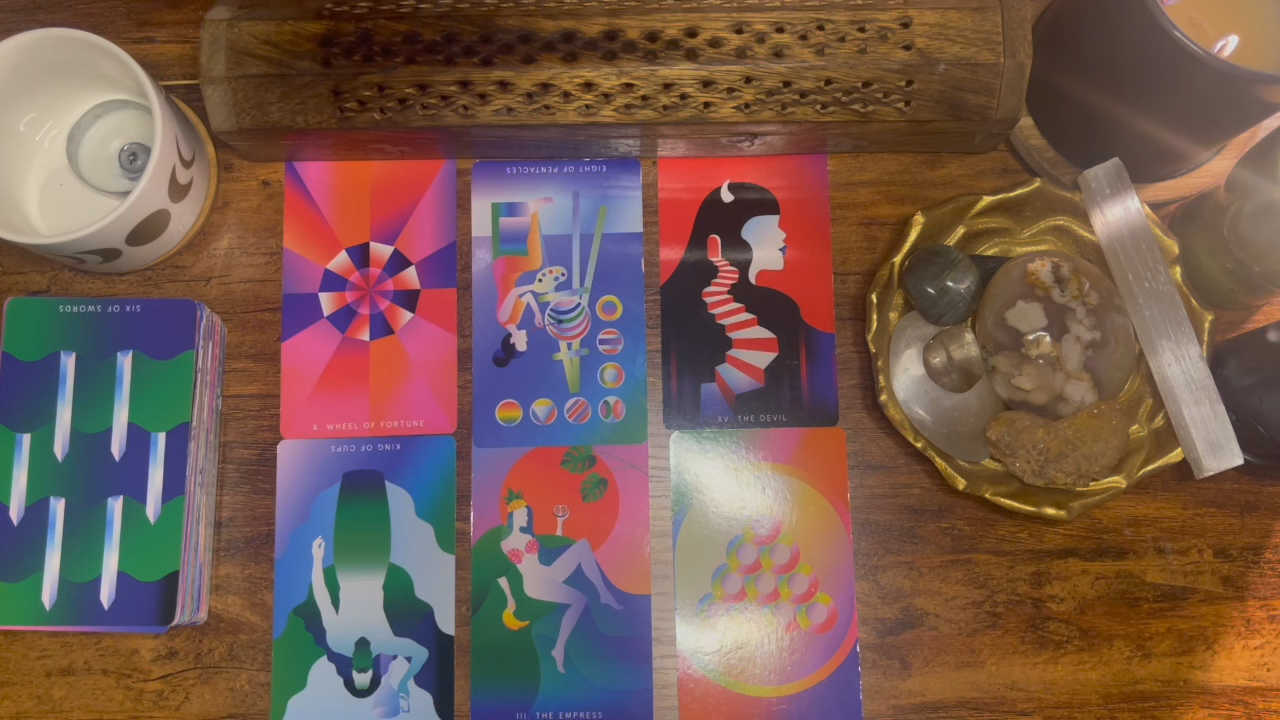 SIX OF SWORDS
X. WHEEL OF FORTUNE
EIGHT OF PENTACLES
XV. THE DEVIL
KING OF CUPS
III. THE EMPRESS